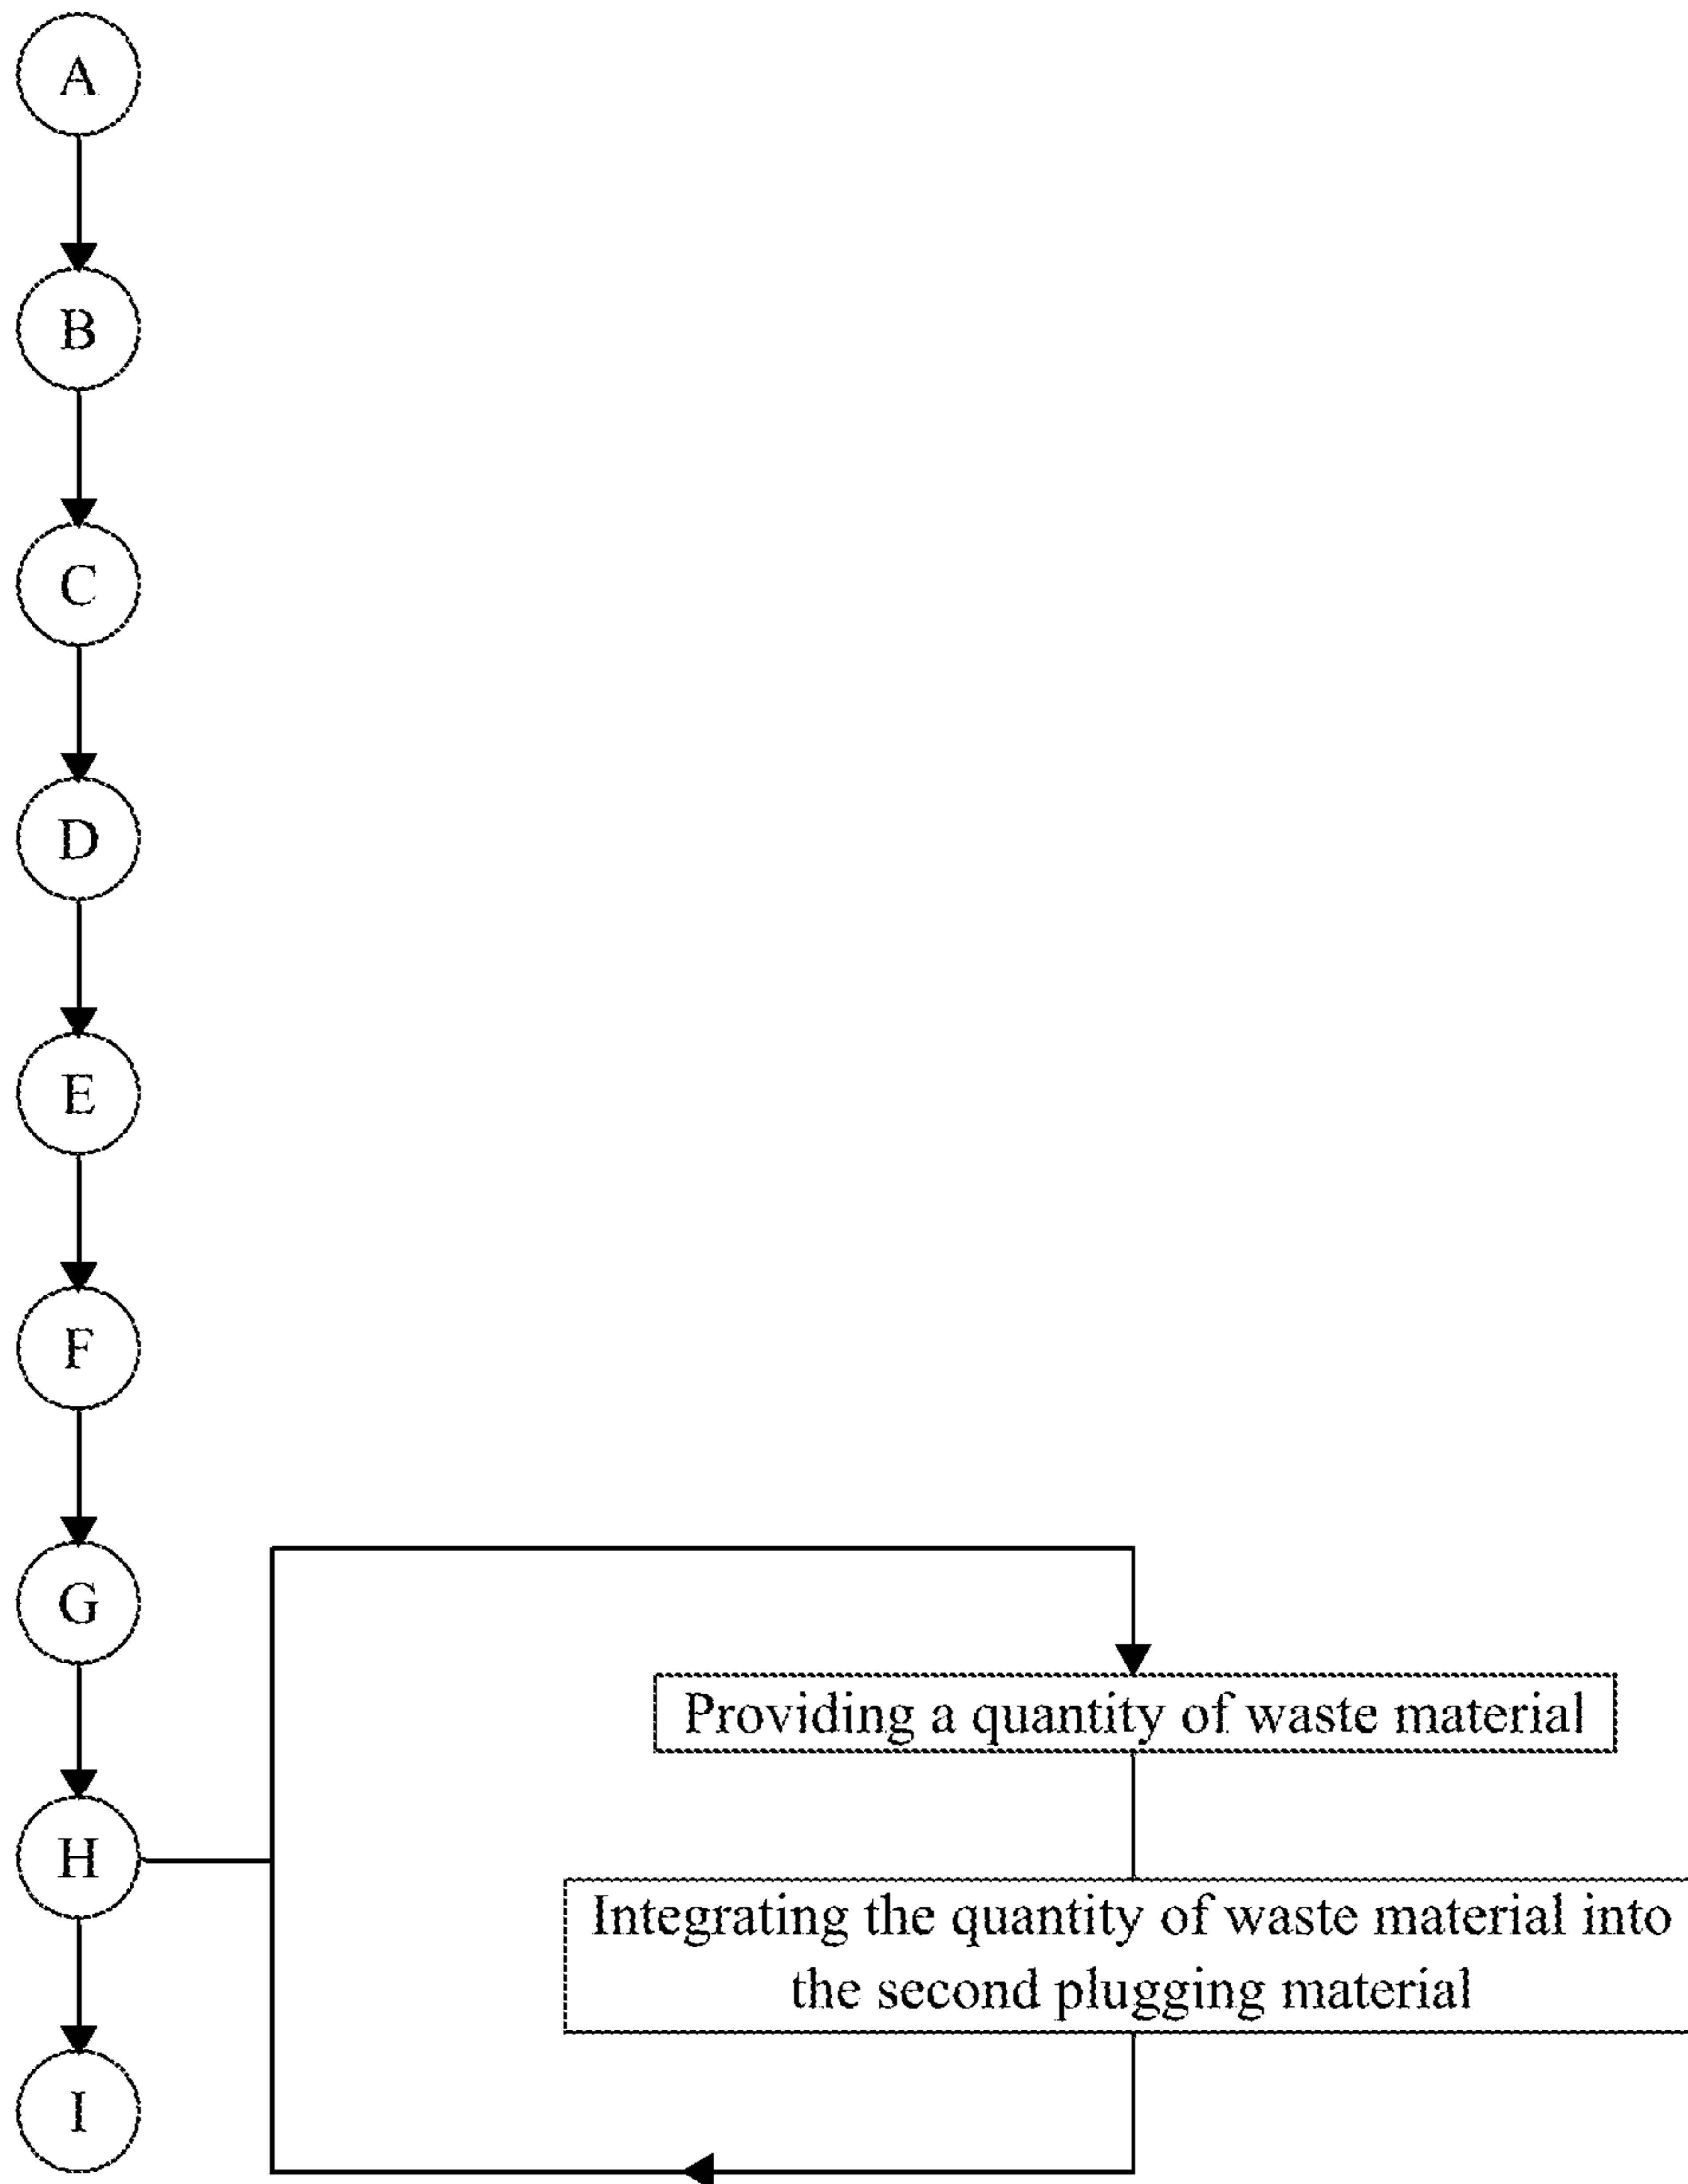 A
B
C
D
E
F
G
Providing a quantity of waste material
H
Integrating the quantity of waste material into
the second plugging material
I